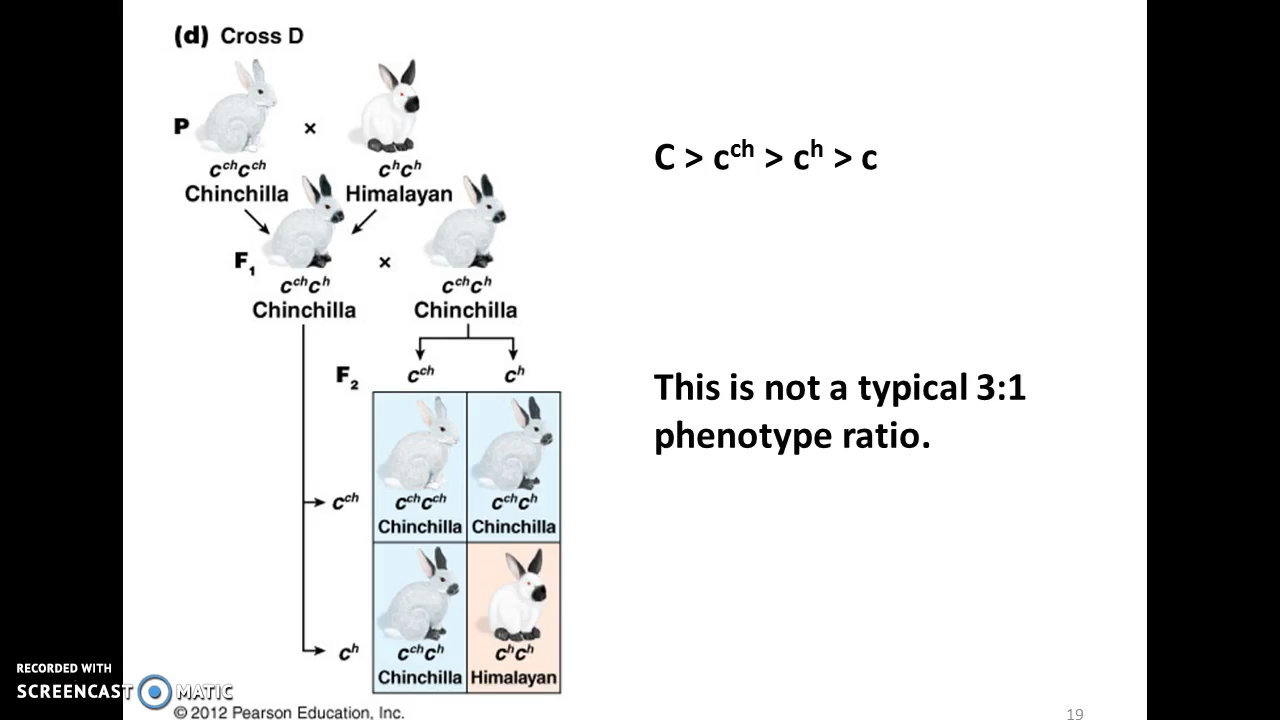 (d) Cross D
P
×
c^ch c^ch
c^h c^h
Chinchilla
Himalayan
F₁
×
c^ch c^h
c^ch c^h
Chinchilla
Chinchilla
F₂
c^ch
c^h
c^ch
c^ch c^ch
c^ch c^h
Chinchilla
Chinchilla
c^h
c^ch c^h
c^h c^h
Chinchilla
Himalayan
© 2012 Pearson Education, Inc.
C > c^ch > c^h > c
This is not a typical 3:1
phenotype ratio.
19
RECORDED WITH
SCREENCAST MATIC